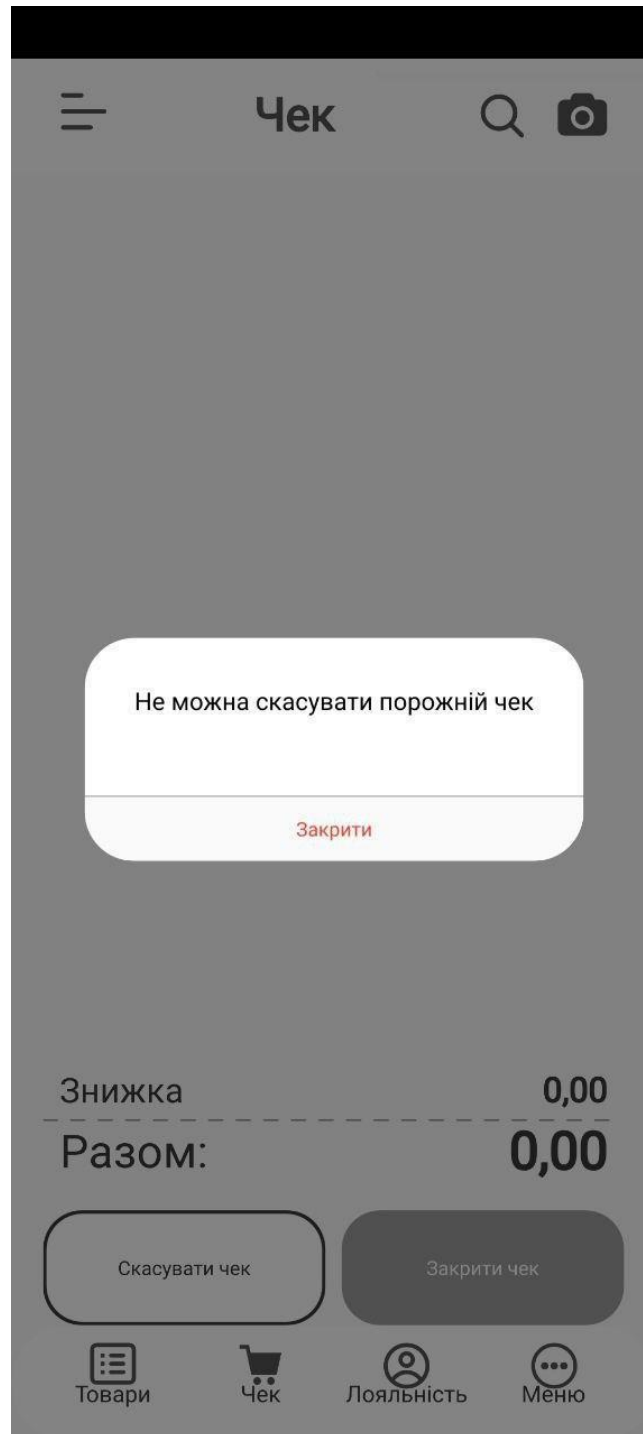 Чек
Не можна скасувати порожній чек
Закрити
Знижка 0,00
Разом: 0,00
Скасувати чек Закрити чек
Товари Чек Лояльність Меню